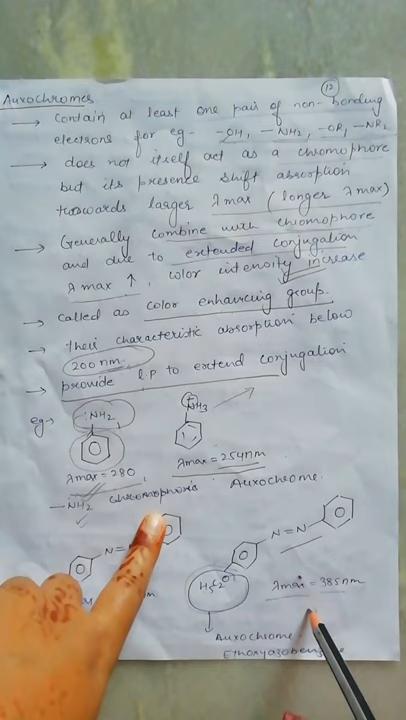 12
Auxochromes
→ Contain at least one pair of non-bonding
electrons for eg- -OH, -NH2, -OR, -NR2
→ does not itself act as a chromophore
but its presence shift absorption
towards larger λmax (longer λmax)
→ Generally combine with chromophore
and due to extended conjugation
λmax ↑, color intensity increase
→ Called as color enhancing group.
→ Their characteristic absorption below
200 nm.
→ provide l.p to extend conjugation
eg→ :NH2 +NH3
λmax = 280, λmax = 254nm
-NH2 Auxochrome.
N=N
N=
H5C2O
λmax = 385nm
Auxochrome